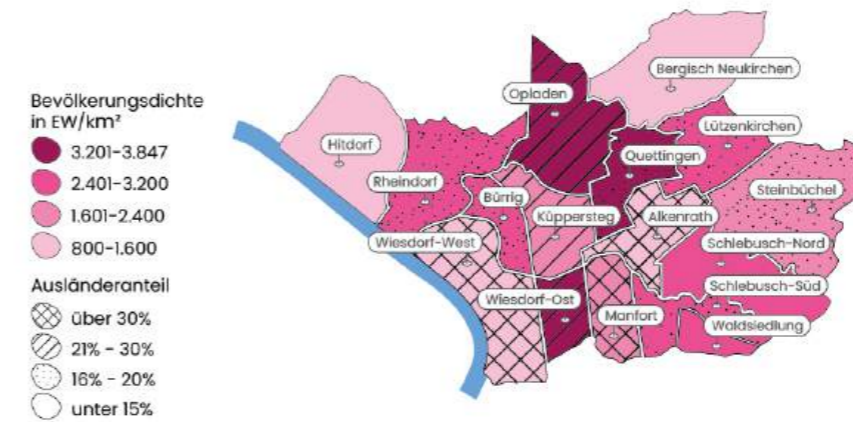 Bevölkerungsdichte
in EW/km²
3.201-3.847
2.401-3.200
1.601-2.400
800-1.600
Ausländeranteil
über 30%
21% - 30%
16% - 20%
unter 15%
Bergisch Neukirchen
Opladen
Lützenkirchen
Hitdorf
Quettingen
Rheindorf
Steinbüchel
Bürrig
Küppersteg
Alkenrath
Wiesdorf-West
Schlebusch-Nord
Schlebusch-Süd
Wiesdorf-Ost
Manfort
Waldsiedlung